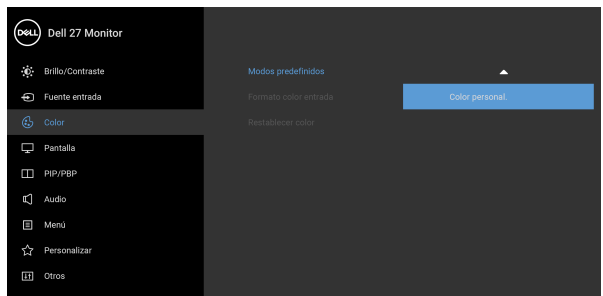 DELL Dell 27 Monitor
Brillo/Contraste
Fuente entrada
Color
Pantalla
PIP/PBP
Audio
Menú
Personalizar
Otros
Modos predefinidos
Formato color entrada
Color personal.
Restablecer color